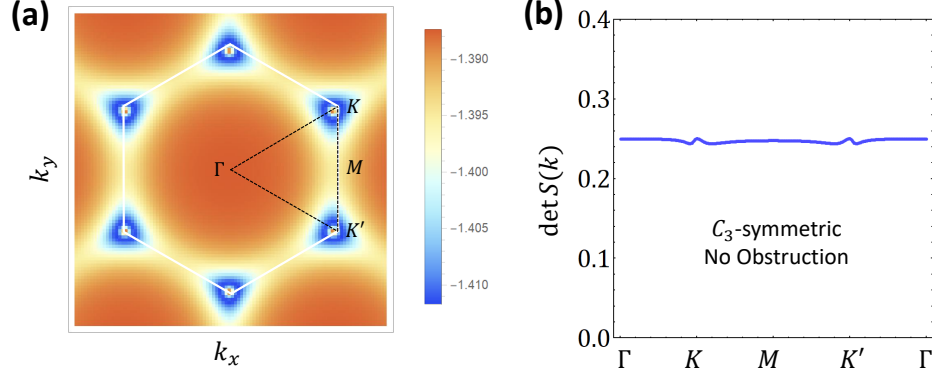 (a)
k_y
Γ
K
M
K′
k_x
−1.390
−1.395
−1.400
−1.405
−1.410
(b)
det S(k)
0.4
0.3
0.2
0.1
0.0
C₃-symmetric
No Obstruction
Γ K M K′ Γ